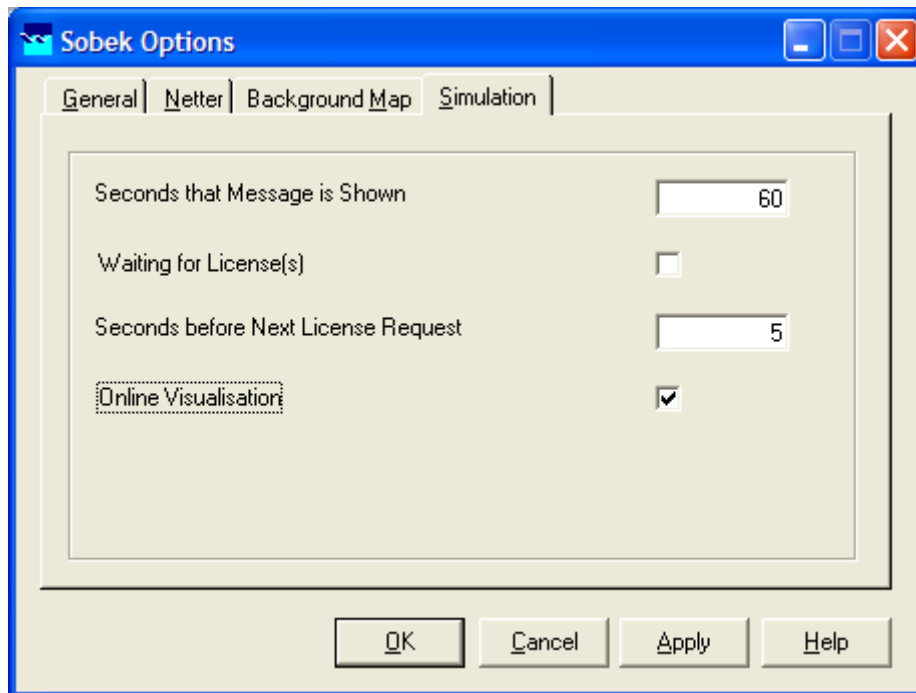 Sobek Options
General Netter Background Map Simulation
Seconds that Message is Shown 60
Waiting for License(s)
Seconds before Next License Request 5
Online Visualisation
OK Cancel Apply Help